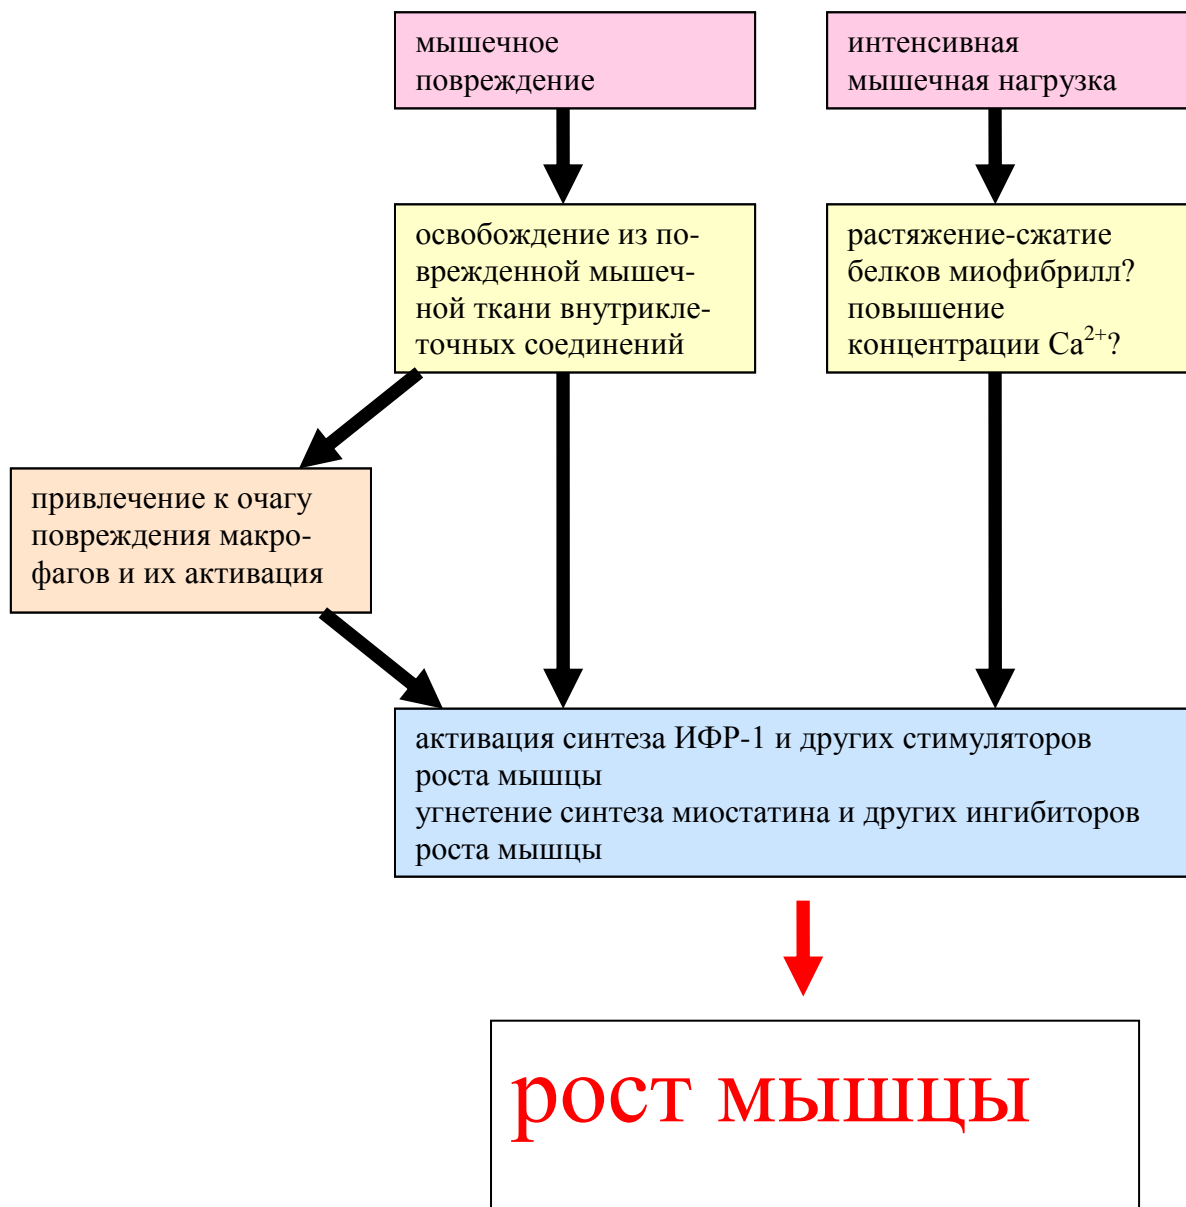 мышечное
повреждение
интенсивная
мышечная нагрузка
освобождение из по-
врежденной мышеч-
ной ткани внутрикле-
точных соединений
растяжение-сжатие
белков миофибрилл?
повышение
концентрации Ca²⁺?
привлечение к очагу
повреждения макро-
фагов и их активация
активация синтеза ИФР-1 и других стимуляторов
роста мышцы
угнетение синтеза миостатина и других ингибиторов
роста мышцы
рост мышцы